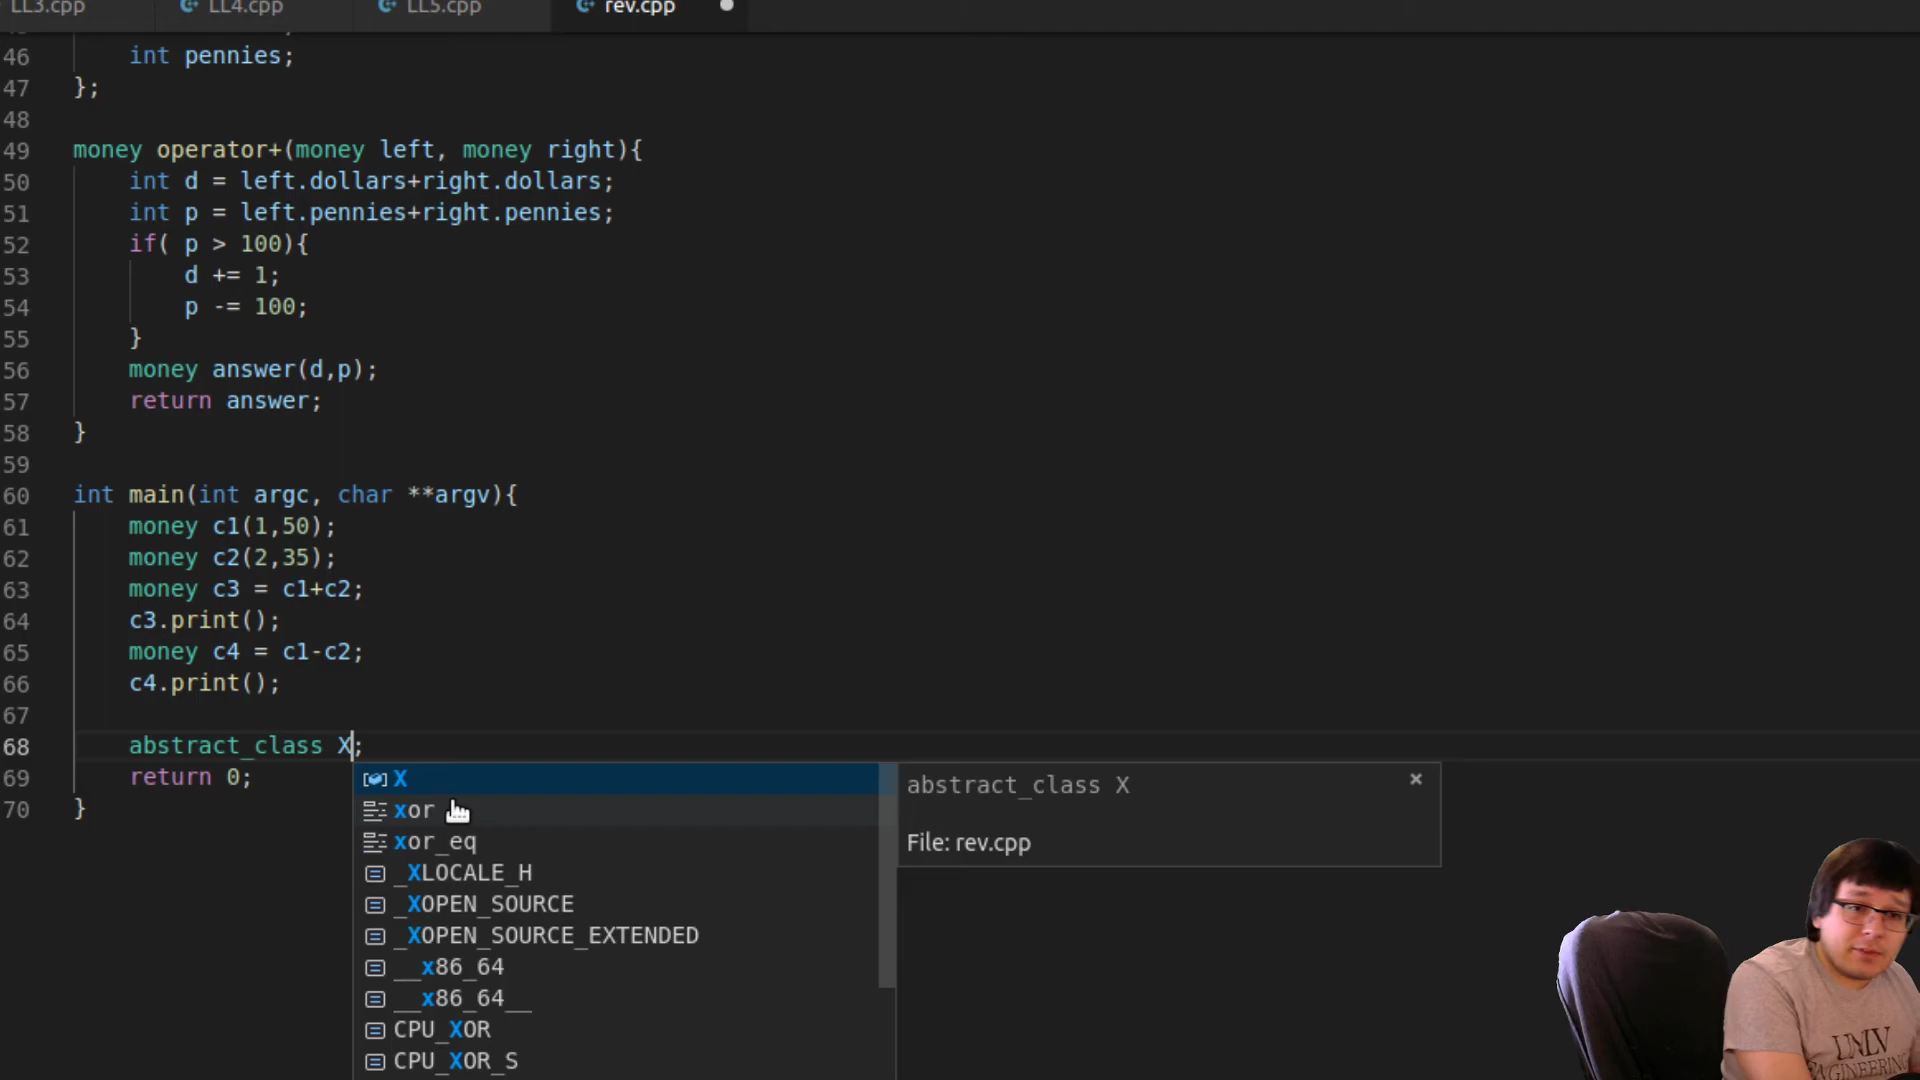 LL3.cpp
LL4.cpp
LL5.cpp
rev.cpp
46 int pennies;
47 };
48
49 money operator+(money left, money right){
50 int d = left.dollars+right.dollars;
51 int p = left.pennies+right.pennies;
52 if( p > 100){
53 d += 1;
54 p -= 100;
55 }
56 money answer(d,p);
57 return answer;
58 }
59
60 int main(int argc, char **argv){
61 money c1(1,50);
62 money c2(2,35);
63 money c3 = c1+c2;
64 c3.print();
65 money c4 = c1-c2;
66 c4.print();
67
68 abstract_class X;
69 return 0;
70 }
X
xor
xor_eq
_XLOCALE_H
_XOPEN_SOURCE
_XOPEN_SOURCE_EXTENDED
__x86_64
__x86_64__
CPU_XOR
CPU_XOR_S
abstract_class X
File: rev.cpp
UNLV
ENGINEERING